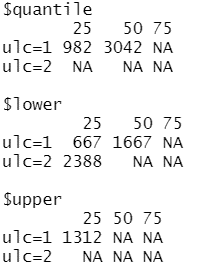 $quantile
25 50 75
ulc=1 982 3042 NA
ulc=2 NA NA NA
$lower
25 50 75
ulc=1 667 1667 NA
ulc=2 2388 NA NA
$upper
25 50 75
ulc=1 1312 NA NA
ulc=2 NA NA NA